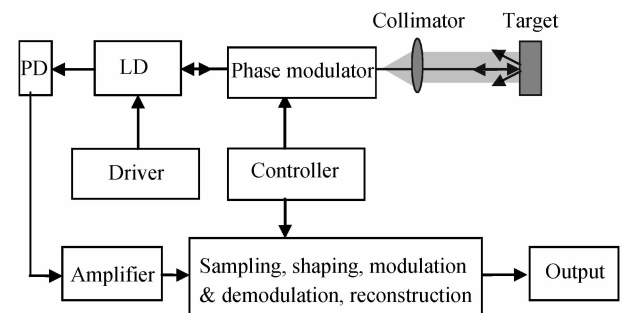 Collimator
Target
PD
LD
Phase modulator
Driver
Controller
Amplifier
Sampling, shaping, modulation
& demodulation, reconstruction
Output